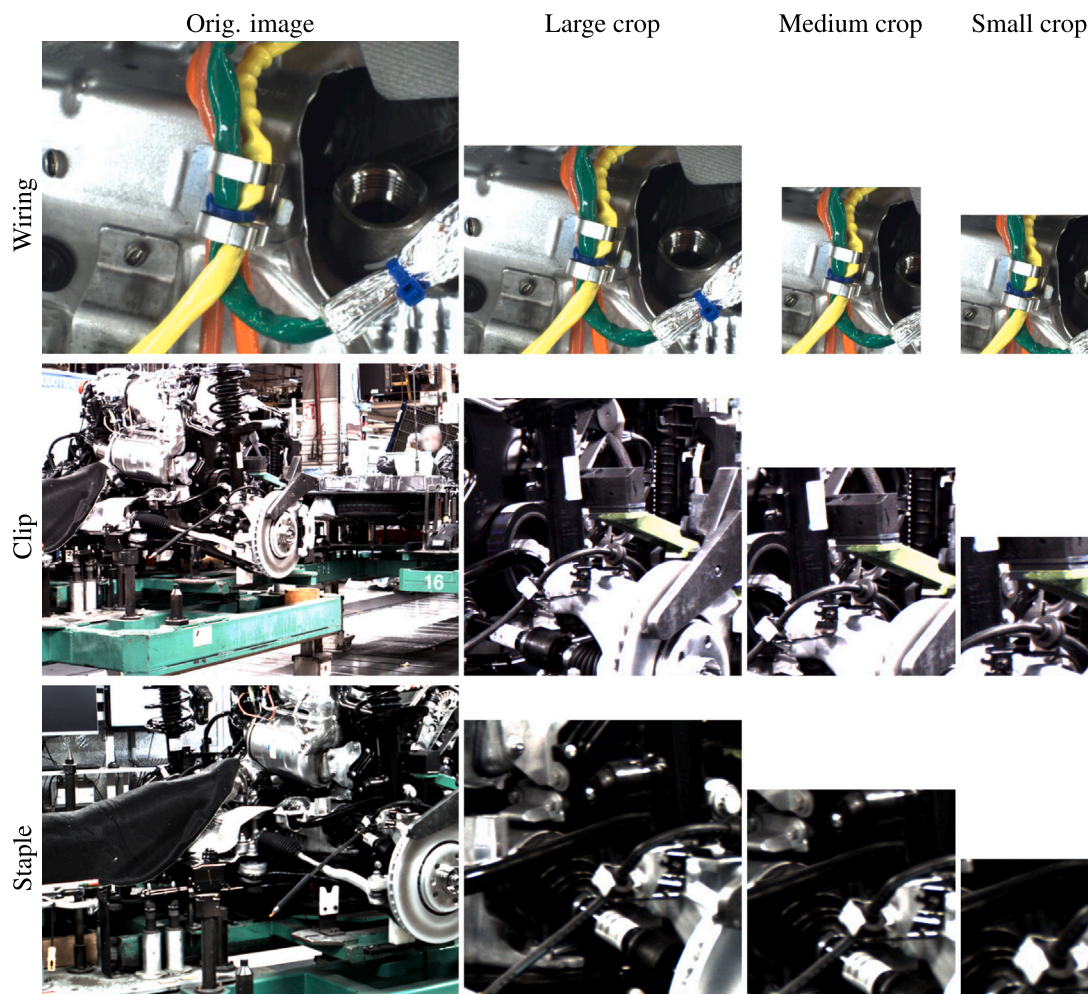 Orig. image
Large crop
Medium crop
Small crop
Wiring
Clip
16
Staple